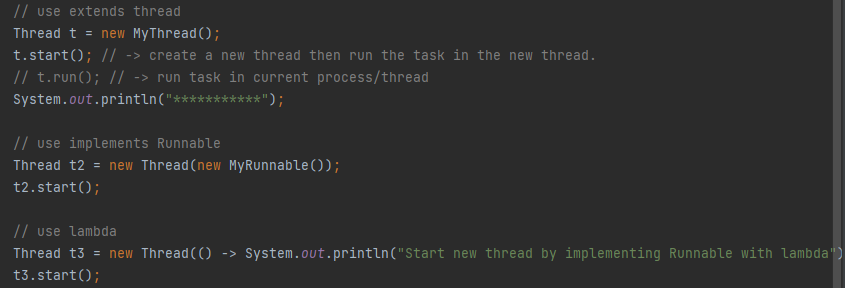 // use extends thread
Thread t = new MyThread();
t.start(); // -> create a new thread then run the task in the new thread.
// t.run(); // -> run task in current process/thread
System.out.println("***********");
// use implements Runnable
Thread t2 = new Thread(new MyRunnable());
t2.start();
// use lambda
Thread t3 = new Thread(() -> System.out.println("Start new thread by implementing Runnable with lambda")
t3.start();